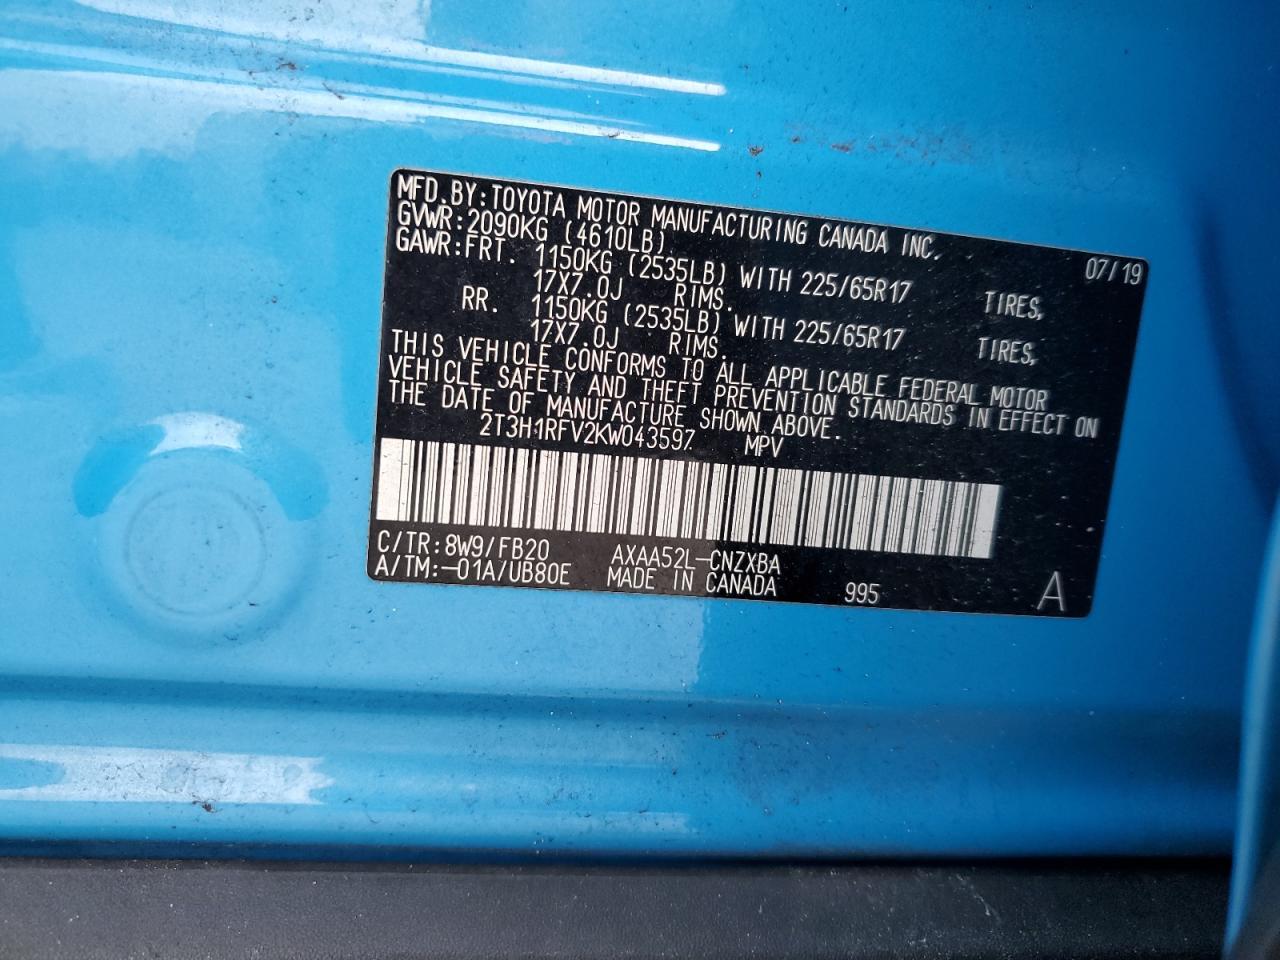 MFD.BY:TOYOTA MOTOR MANUFACTURING CANADA INC. 07/19
GVWR:2090KG (4610LB)
GAWR:FRT. 1150KG (2535LB) WITH 225/65R17 TIRES,
17X7.0J RIMS.
RR. 1150KG (2535LB) WITH 225/65R17 TIRES,
17X7.0J RIMS.
THIS VEHICLE CONFORMS TO ALL APPLICABLE FEDERAL MOTOR
VEHICLE SAFETY AND THEFT PREVENTION STANDARDS IN EFFECT ON
THE DATE OF MANUFACTURE SHOWN ABOVE.
2T3H1RFV2KW043597 MPV
C/TR:8W9/FB20 AXAA52L-CNZXBA
A/TM:-01A/UB80E MADE IN CANADA 995 A